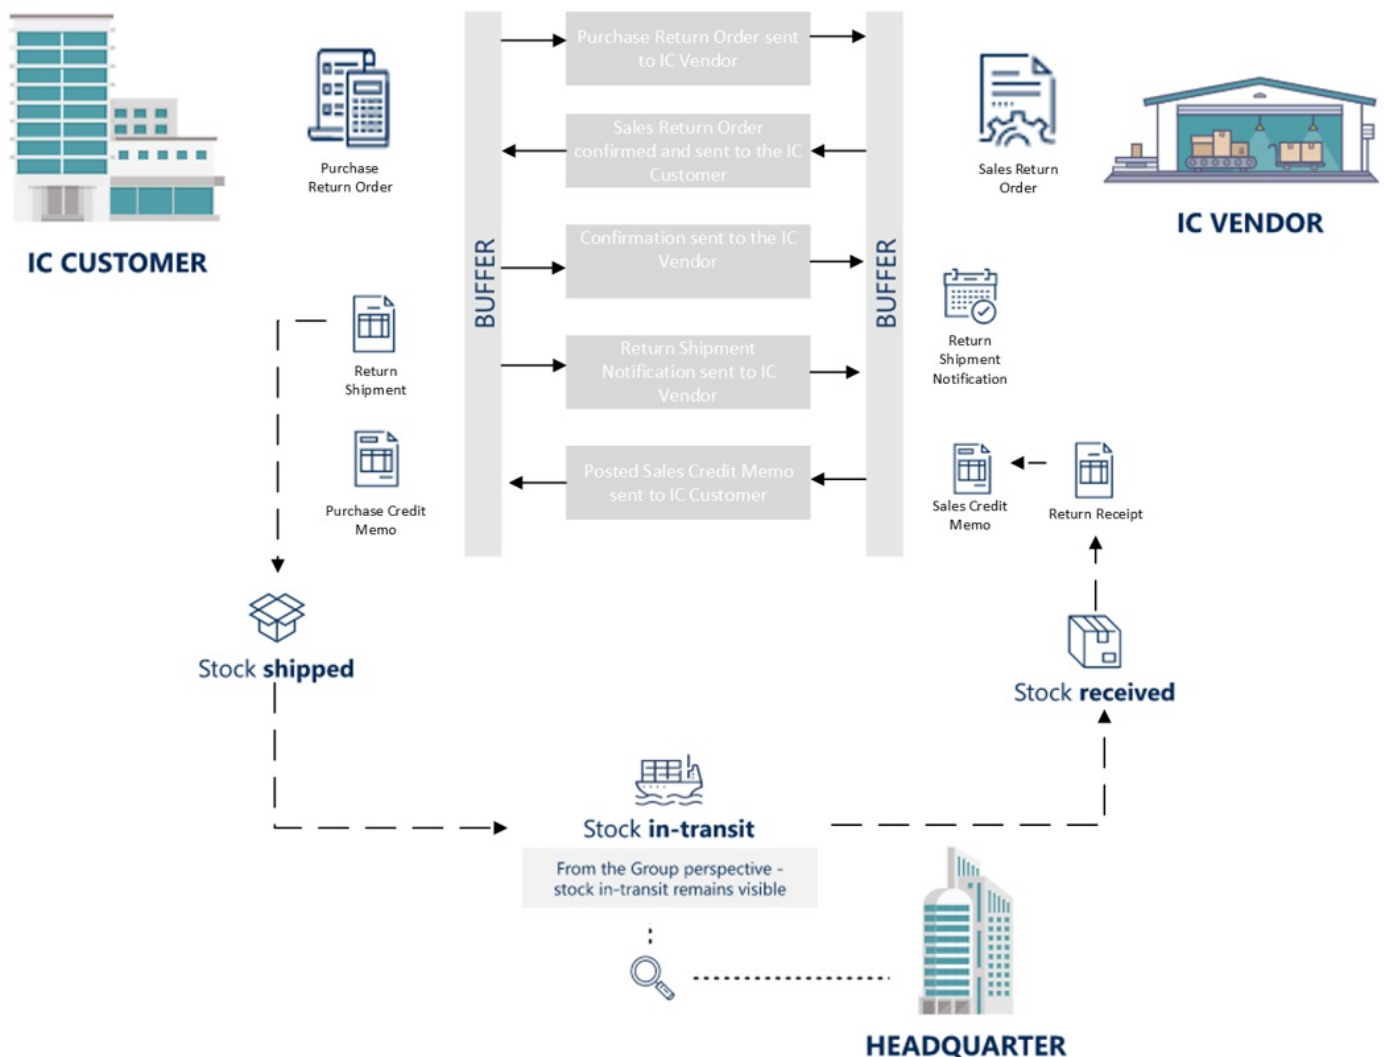 Purchase Return Order sent
to IC Vendor
Purchase
Return Order
Sales Return Order
confirmed and sent to the IC
Customer
Sales Return
Order
IC CUSTOMER
IC VENDOR
BUFFER
BUFFER
Confirmation sent to the IC
Vendor
Return
Shipment
Return Shipment
Notification sent to IC
Vendor
Return
Shipment
Notification
Purchase Credit
Memo
Posted Sales Credit Memo
sent to IC Customer
Sales Credit
Memo
Return Receipt
Stock shipped
Stock received
Stock in-transit
From the Group perspective -
stock in-transit remains visible
HEADQUARTER